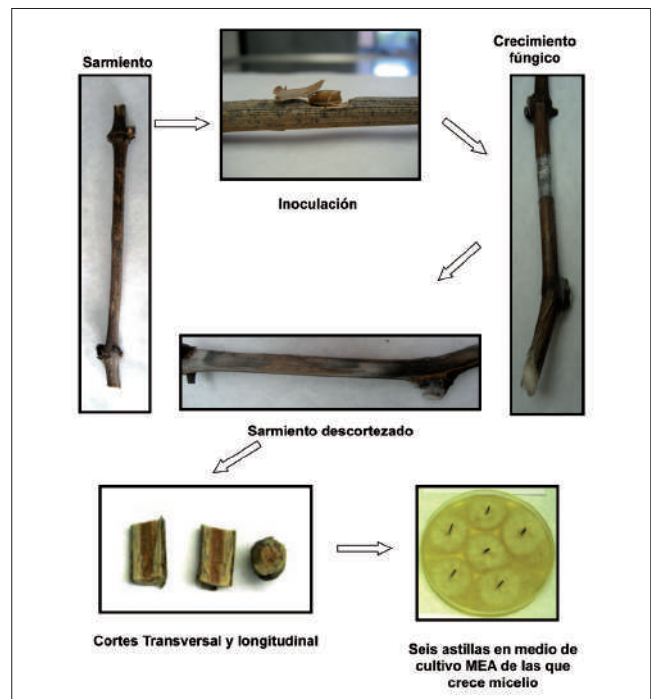 Sarmiento
Inoculación
Crecimiento
fúngico
Sarmiento descortezado
Cortes Transversal y longitudinal
Seis astillas en medio de
cultivo MEA de las que
crece micelio